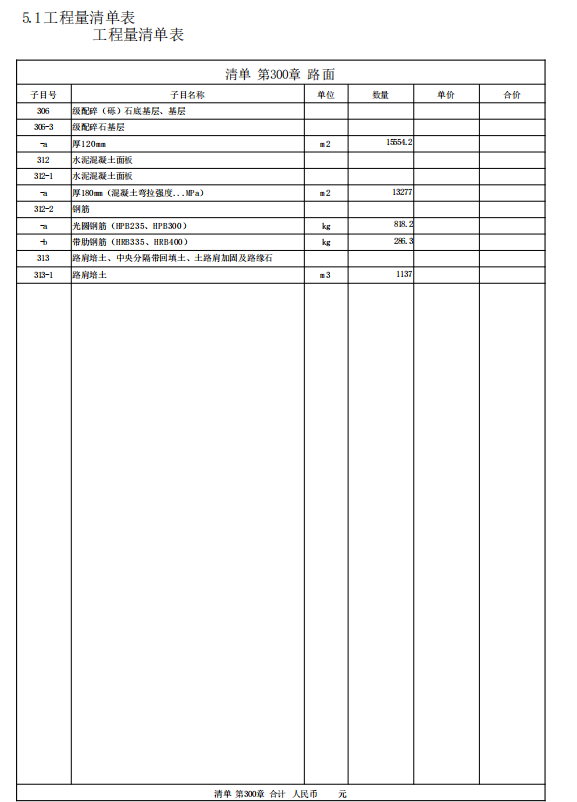 5.1工程量清单表
工程量清单表
清单 第300章 路面
子目号 子目名称 单位 数量 单价 合价
306 级配碎（砾）石底基层、基层
306-3 级配碎石基层
-a 厚120mm m2 15554.2
312 水泥混凝土面板
312-1 水泥混凝土面板
-a 厚180mm（混凝土弯拉强度...MPa） m2 13277
312-2 钢筋
-a 光圆钢筋（HPB235、HPB300） kg 818.2
-b 带肋钢筋（HRB335、HRB400） kg 286.3
313 路肩培土、中央分隔带回填土、土路肩加固及路缘石
313-1 路肩培土 m3 1137
清单 第300章 合计 人民币 元